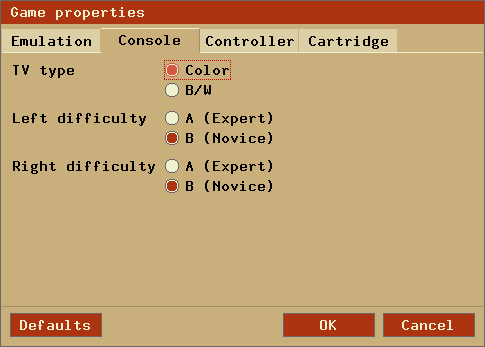 Game properties
Emulation Console Controller Cartridge
TV type Color
B/W
Left difficulty A (Expert)
B (Novice)
Right difficulty A (Expert)
B (Novice)
Defaults OK Cancel